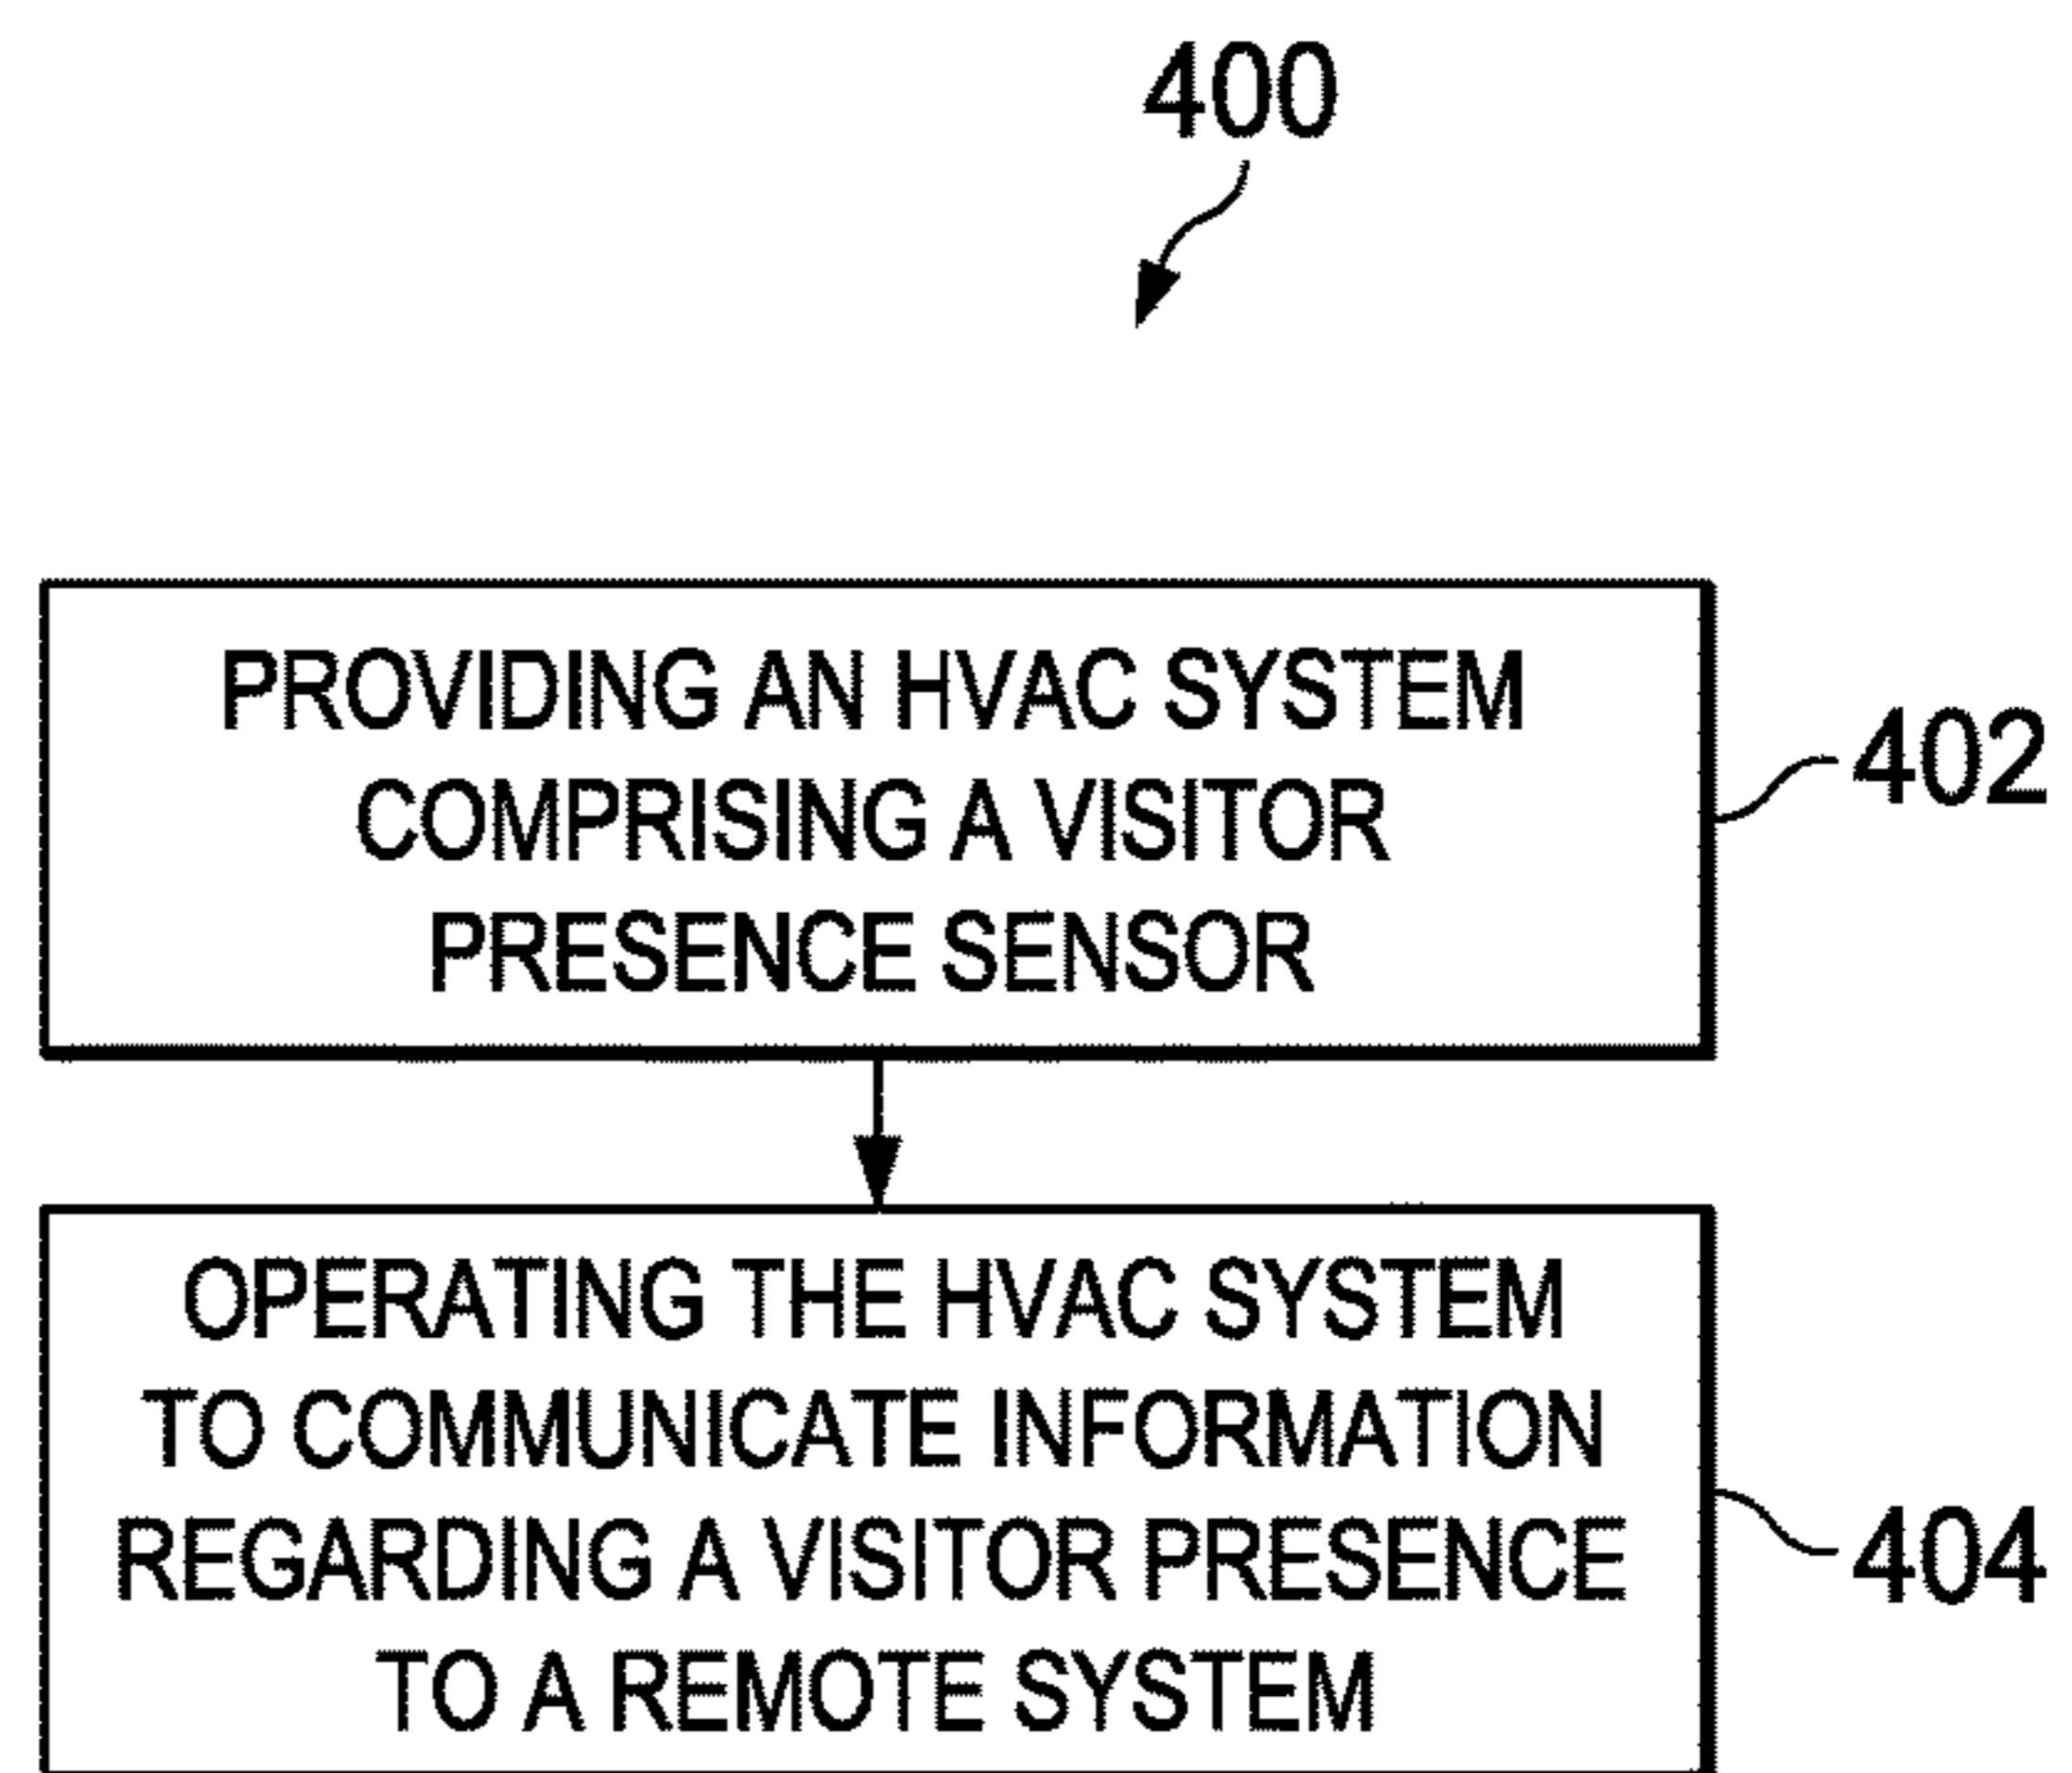 400
PROVIDING AN HVAC SYSTEM
COMPRISING A VISITOR
PRESENCE SENSOR
402
OPERATING THE HVAC SYSTEM
TO COMMUNICATE INFORMATION
REGARDING A VISITOR PRESENCE
TO A REMOTE SYSTEM
404